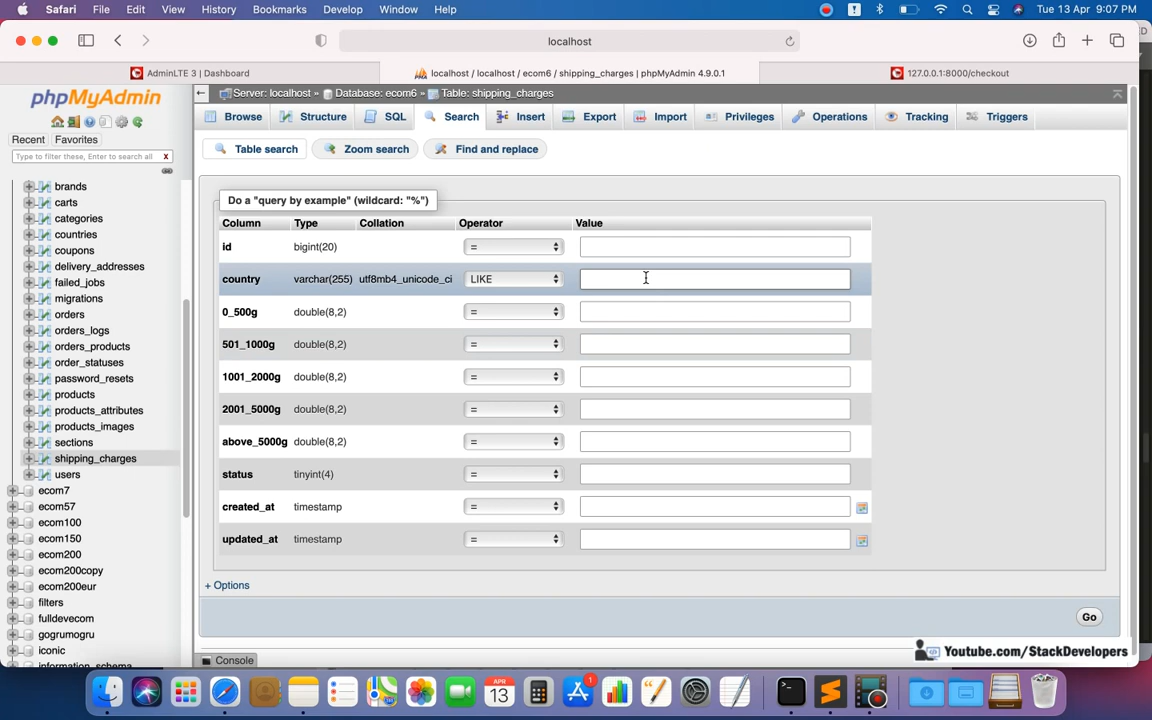 Safari File Edit View History Bookmarks Develop Window Help Tue 13 Apr 9:07 PM
localhost
AdminLTE 3 | Dashboard
localhost / localhost / ecom6 / shipping_charges | phpMyAdmin 4.9.0.1
127.0.0.1:8000/checkout
phpMyAdmin
Recent Favorites
Type to filter these, Enter to search all X
brands
carts
categories
countries
coupons
delivery_addresses
failed_jobs
migrations
orders
orders_logs
orders_products
order_statuses
password_resets
products
products_attributes
products_images
sections
shipping_charges
users
ecom7
ecom57
ecom100
ecom150
ecom200
ecom200copy
ecom200eur
filters
fulldevecom
gogrumogru
iconic
information_schema
Server: localhost » Database: ecom6 » Table: shipping_charges
Browse Structure SQL Search Insert Export Import Privileges Operations Tracking Triggers
Table search Zoom search Find and replace
Do a "query by example" (wildcard: "%")
Column Type Collation Operator Value
id bigint(20) =
country varchar(255) utf8mb4_unicode_ci LIKE
0_500g double(8,2) =
501_1000g double(8,2) =
1001_2000g double(8,2) =
2001_5000g double(8,2) =
above_5000g double(8,2) =
status tinyint(4) =
created_at timestamp =
updated_at timestamp =
+ Options
Go
Console
Youtube.com/StackDevelopers
APR
13
1